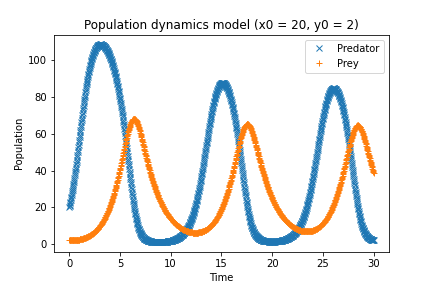 Population dynamics model (x0 = 20, y0 = 2)
Predator
Prey
Population
100
80
60
40
20
0
0 5 10 15 20 25 30
Time